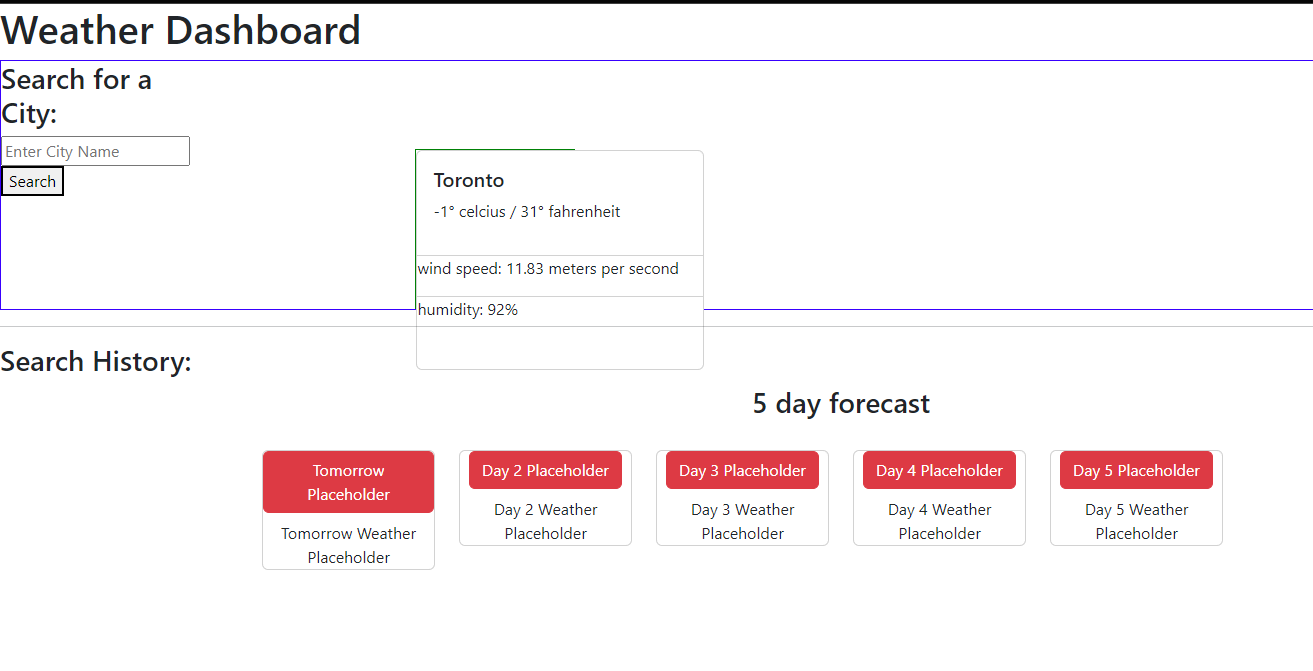 Weather Dashboard
Search for a
City:
Enter City Name
Search
Toronto
-1° celcius / 31° fahrenheit
wind speed: 11.83 meters per second
humidity: 92%
Search History:
5 day forecast
Tomorrow
Placeholder
Tomorrow Weather
Placeholder
Day 2 Placeholder
Day 2 Weather
Placeholder
Day 3 Placeholder
Day 3 Weather
Placeholder
Day 4 Placeholder
Day 4 Weather
Placeholder
Day 5 Placeholder
Day 5 Weather
Placeholder